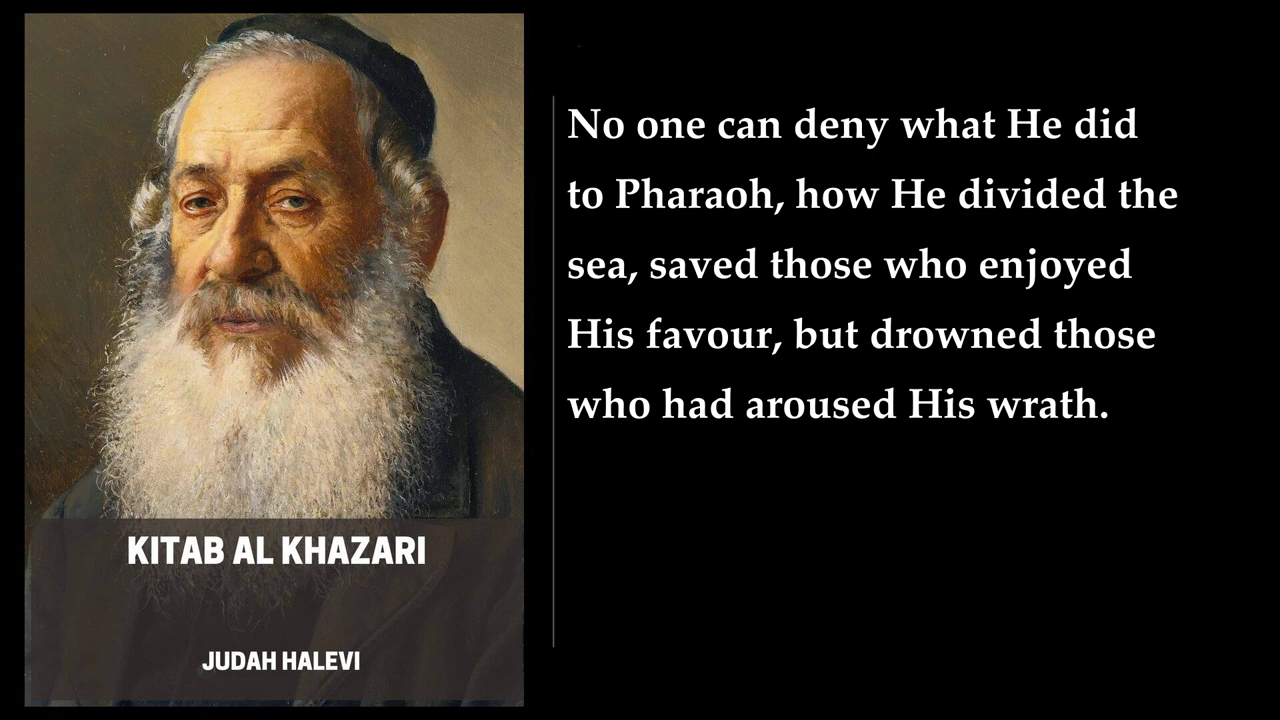 KITAB AL KHAZARI
JUDAH HALEVI
No one can deny what He did
to Pharaoh, how He divided the
sea, saved those who enjoyed
His favour, but drowned those
who had aroused His wrath.